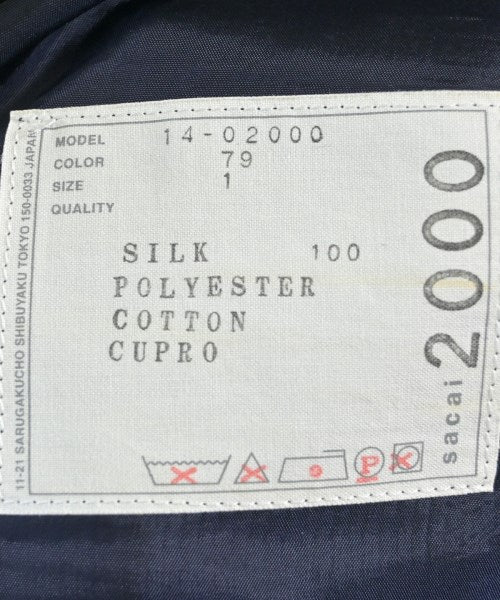 MODEL 14-02000
COLOR 79
SIZE 1
QUALITY
SILK 100
POLYESTER
COTTON
CUPRO
P
sacai 2000
11-21 SARUGAKUCHO SHIBUYAKU TOKYO 150-0033 JAPAN